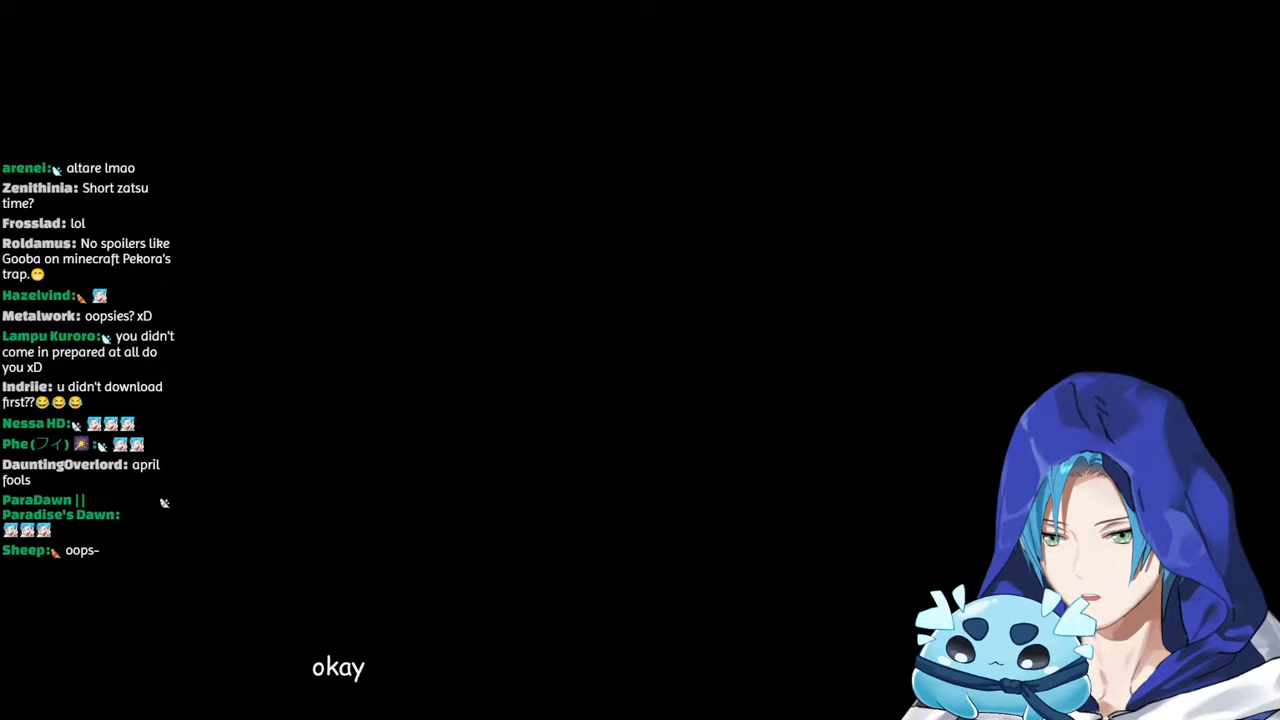 arenei: altare lmao
Zenithinia: Short zatsu
time?
Frosslad: lol
Roldamus: No spoilers like
Gooba on minecraft Pekora's
trap.😁
Hazelvind:
Metalwork: oopsies? xD
Lampu Kuroro: you didn't
come in prepared at all do
you xD
Indriie: u didn't download
first??😂😂😂
Nessa HD:
Phe (フィ) 🎆 :
DauntingOverlord: april
fools
ParaDawn ||
Paradise's Dawn:
Sheep: oops-
okay